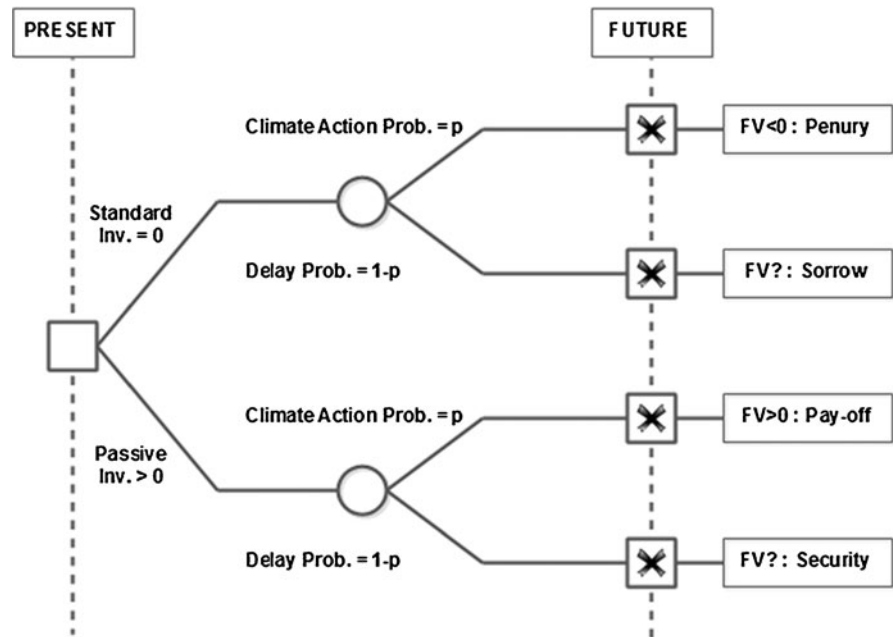 PRESENT
FUTURE
Climate Action Prob. = p
FV<0 : Penury
Standard
Inv. = 0
Delay Prob. = 1-p
FV? : Sorrow
Climate Action Prob. = p
FV>0 : Pay-off
Passive
Inv. > 0
Delay Prob. = 1-p
FV? : Security